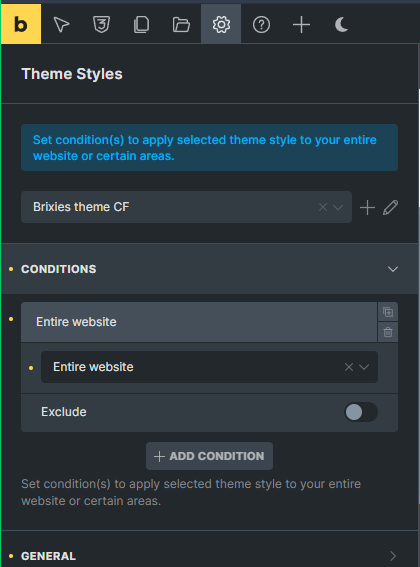 b
Theme Styles
Set condition(s) to apply selected theme style to your entire
website or certain areas.
Brixies theme CF
CONDITIONS
Entire website
Entire website
Exclude
ADD CONDITION
Set condition(s) to apply selected theme style to your entire
website or certain areas.
GENERAL